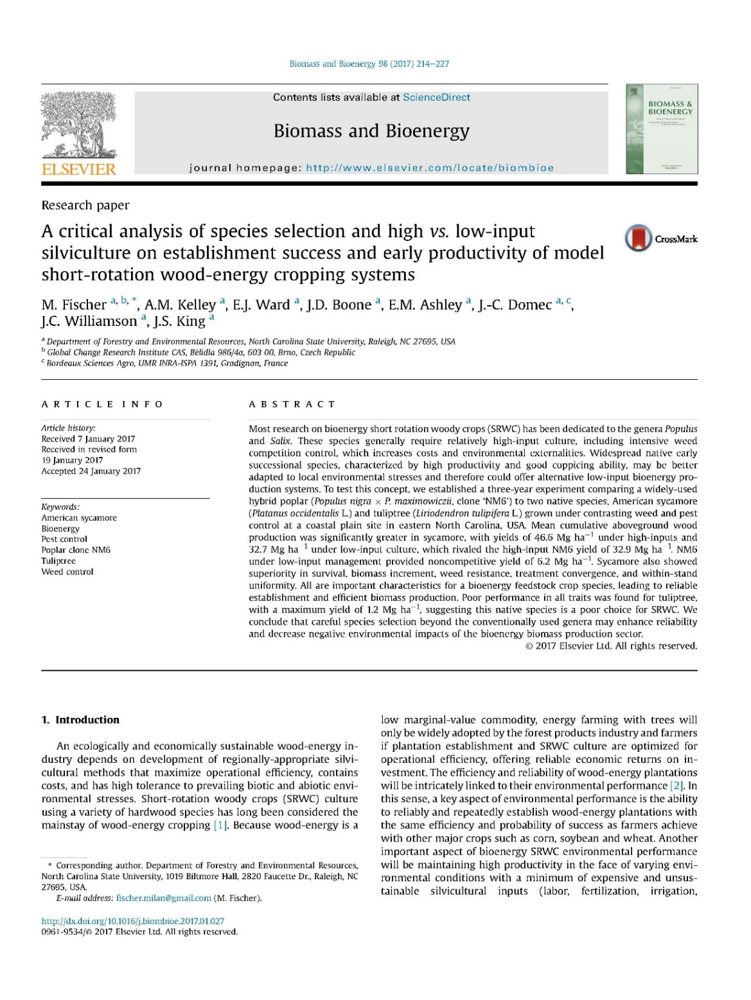 Biomass and Bioenergy 98 (2017) 214–227
Contents lists available at ScienceDirect
Biomass and Bioenergy
journal homepage: http://www.elsevier.com/locate/biombioe
ELSEVIER
BIOMASS &
BIOENERGY
Research paper
A critical analysis of species selection and high vs. low-input
silviculture on establishment success and early productivity of model
short-rotation wood-energy cropping systems
CrossMark
M. Fischer a, b, *, A.M. Kelley a, E.J. Ward a, J.D. Boone a, E.M. Ashley a, J.-C. Domec a, c,
J.C. Williamson a, J.S. King a
a Department of Forestry and Environmental Resources, North Carolina State University, Raleigh, NC 27695, USA
b Global Change Research Institute CAS, Bělidla 986/4a, 603 00, Brno, Czech Republic
c Bordeaux Sciences Agro, UMR INRA-ISPA 1391, Gradignan, France
ARTICLE INFO
Article history:
Received 7 January 2017
Received in revised form
19 January 2017
Accepted 24 January 2017
Keywords:
American sycamore
Bioenergy
Pest control
Poplar clone NM6
Tuliptree
Weed control
ABSTRACT
Most research on bioenergy short rotation woody crops (SRWC) has been dedicated to the genera Populus
and Salix. These species generally require relatively high-input culture, including intensive weed
competition control, which increases costs and environmental externalities. Widespread native early
successional species, characterized by high productivity and good coppicing ability, may be better
adapted to local environmental stresses and therefore could offer alternative low-input bioenergy pro-
duction systems. To test this concept, we established a three-year experiment comparing a widely-used
hybrid poplar (Populus nigra × P. maximowiczii, clone ‘NM6’) to two native species, American sycamore
(Platanus occidentalis L.) and tuliptree (Liriodendron tulipifera L.) grown under contrasting weed and pest
control at a coastal plain site in eastern North Carolina, USA. Mean cumulative aboveground wood
production was significantly greater in sycamore, with yields of 46.6 Mg ha−1 under high-inputs and
32.7 Mg ha−1 under low-input culture, which rivaled the high-input NM6 yield of 32.9 Mg ha−1. NM6
under low-input management provided noncompetitive yield of 6.2 Mg ha−1. Sycamore also showed
superiority in survival, biomass increment, weed resistance, treatment convergence, and within-stand
uniformity. All are important characteristics for a bioenergy feedstock crop species, leading to reliable
establishment and efficient biomass production. Poor performance in all traits was found for tuliptree,
with a maximum yield of 1.2 Mg ha−1, suggesting this native species is a poor choice for SRWC. We
conclude that careful species selection beyond the conventionally used genera may enhance reliability
and decrease negative environmental impacts of the bioenergy biomass production sector.
© 2017 Elsevier Ltd. All rights reserved.
1. Introduction
An ecologically and economically sustainable wood-energy in-
dustry depends on development of regionally-appropriate silvi-
cultural methods that maximize operational efficiency, contains
costs, and has high tolerance to prevailing biotic and abiotic envi-
ronmental stresses. Short-rotation woody crops (SRWC) culture
using a variety of hardwood species has long been considered the
mainstay of wood-energy cropping [1]. Because wood-energy is a
low marginal-value commodity, energy farming with trees will
only be widely adopted by the forest products industry and farmers
if plantation establishment and SRWC culture are optimized for
operational efficiency, offering reliable economic returns on in-
vestment. The efficiency and reliability of wood-energy plantations
will be intricately linked to their environmental performance [2]. In
this sense, a key aspect of environmental performance is the ability
to reliably and repeatedly establish wood-energy plantations with
the same efficiency and probability of success as farmers achieve
with other major crops such as corn, soybean and wheat. Another
important aspect of bioenergy SRWC environmental performance
will be maintaining high productivity in the face of varying envi-
ronmental conditions with a minimum of expensive and unsus-
tainable silvicultural inputs (labor, fertilization, irrigation,
* Corresponding author. Department of Forestry and Environmental Resources,
North Carolina State University, 1019 Biltmore Hall, 2820 Faucette Dr., Raleigh, NC
27695, USA.
E-mail address: fischer.milan@gmail.com (M. Fischer).
http://dx.doi.org/10.1016/j.biombioe.2017.01.027
0961-9534/© 2017 Elsevier Ltd. All rights reserved.